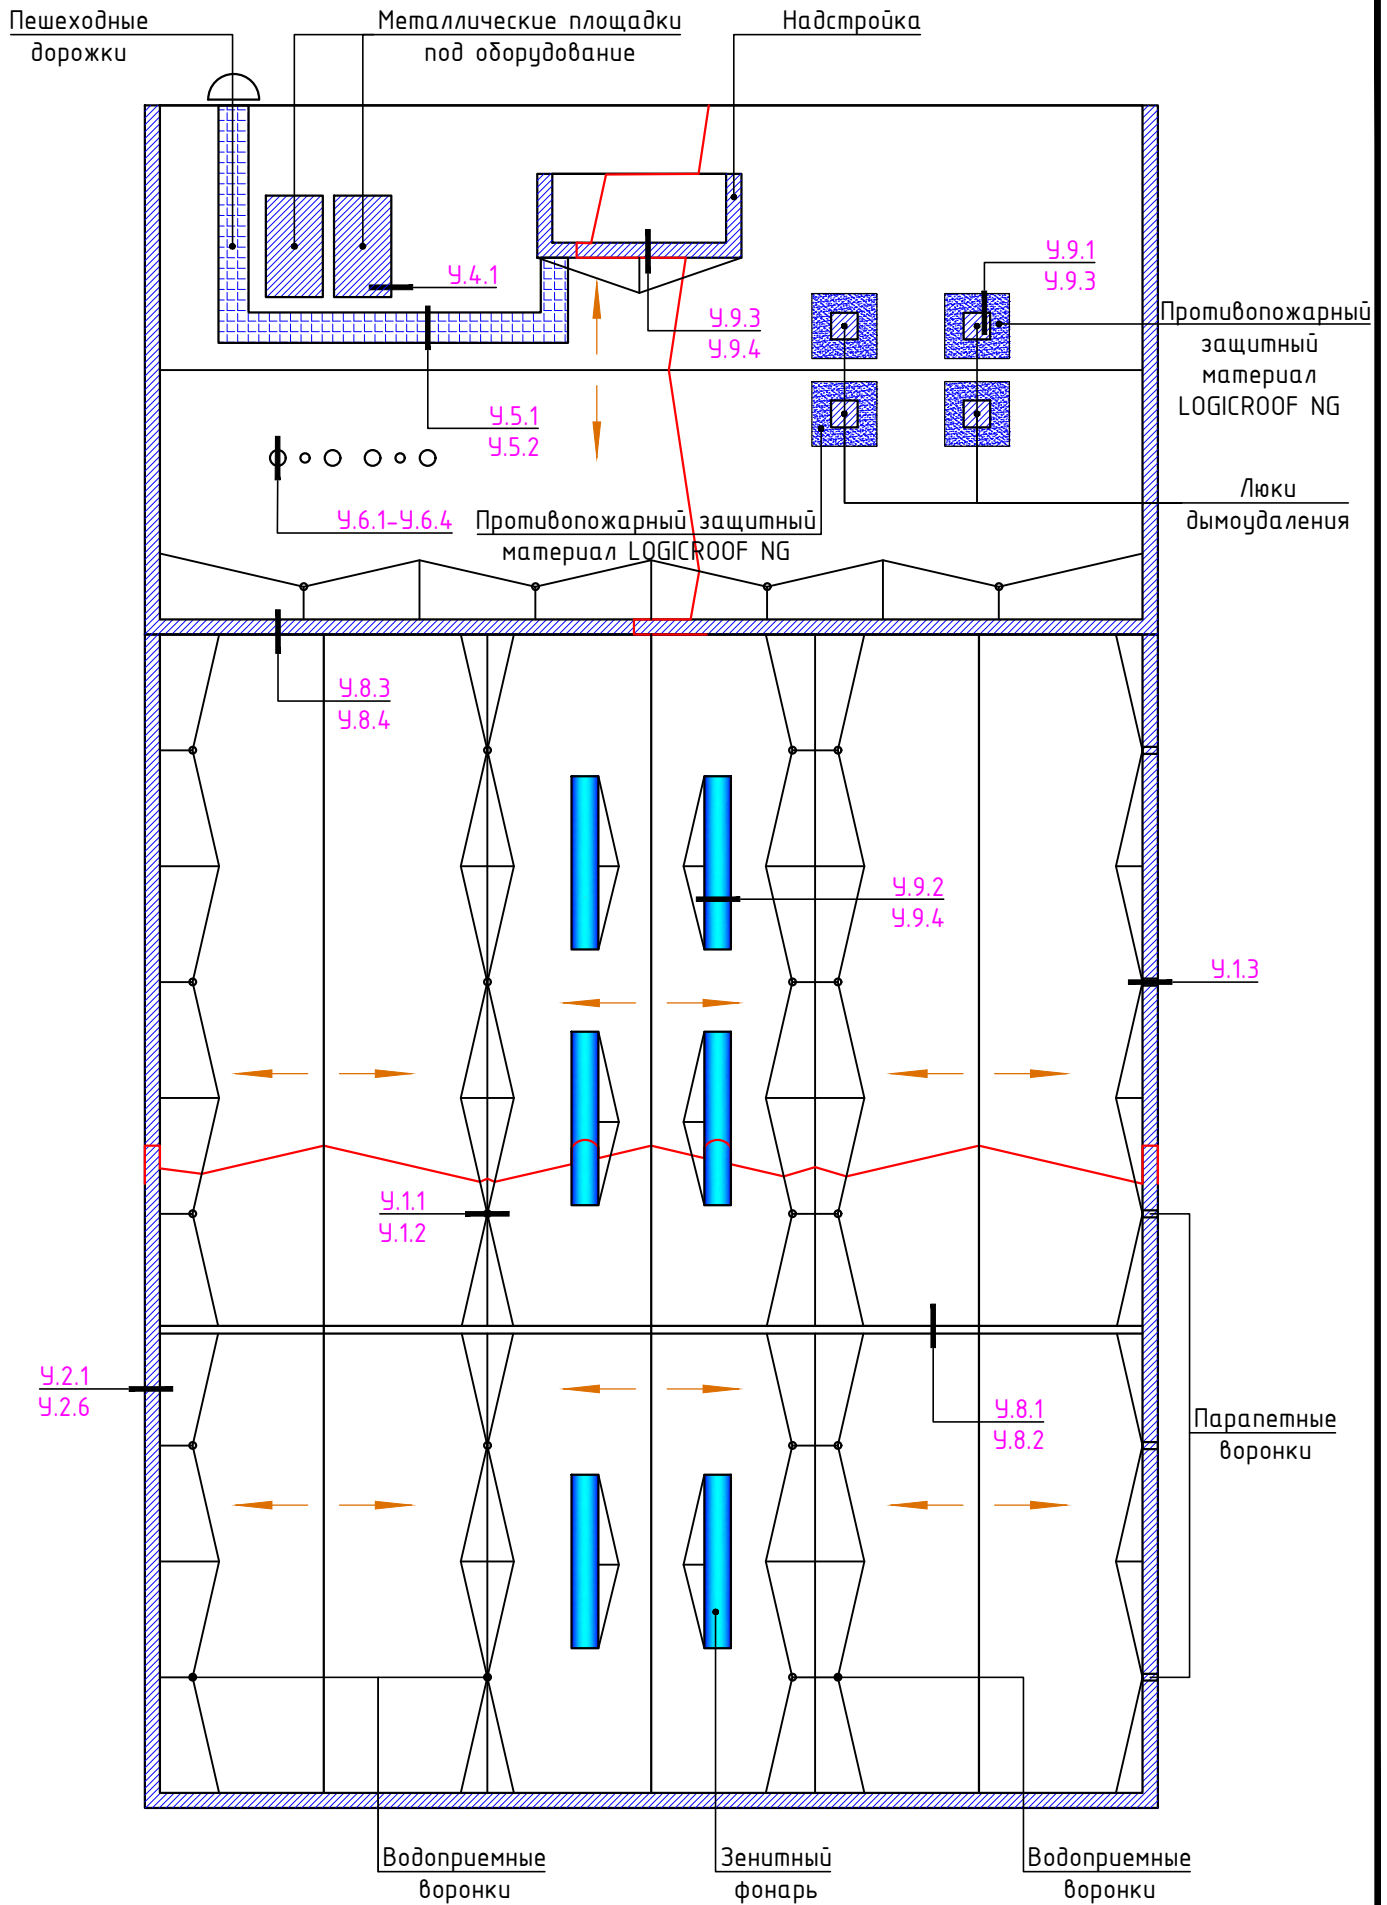 Пешеходные
дорожки
Металлические площадки
под оборудование
Надстройка
У.4.1
У.9.3
У.9.4
У.9.1
У.9.3
Противопожарный
защитный
материал
LOGICROOF NG
У.5.1
У.5.2
У.6.1-У.6.4
Противопожарный защитный
материал LOGICROOF NG
Люки
дымоудаления
У.8.3
У.8.4
У.9.2
У.9.4
У.1.3
У.1.1
У.1.2
У.2.1
У.2.6
У.8.1
У.8.2
Парапетные
воронки
Водоприемные
воронки
Зенитный
фонарь
Водоприемные
воронки